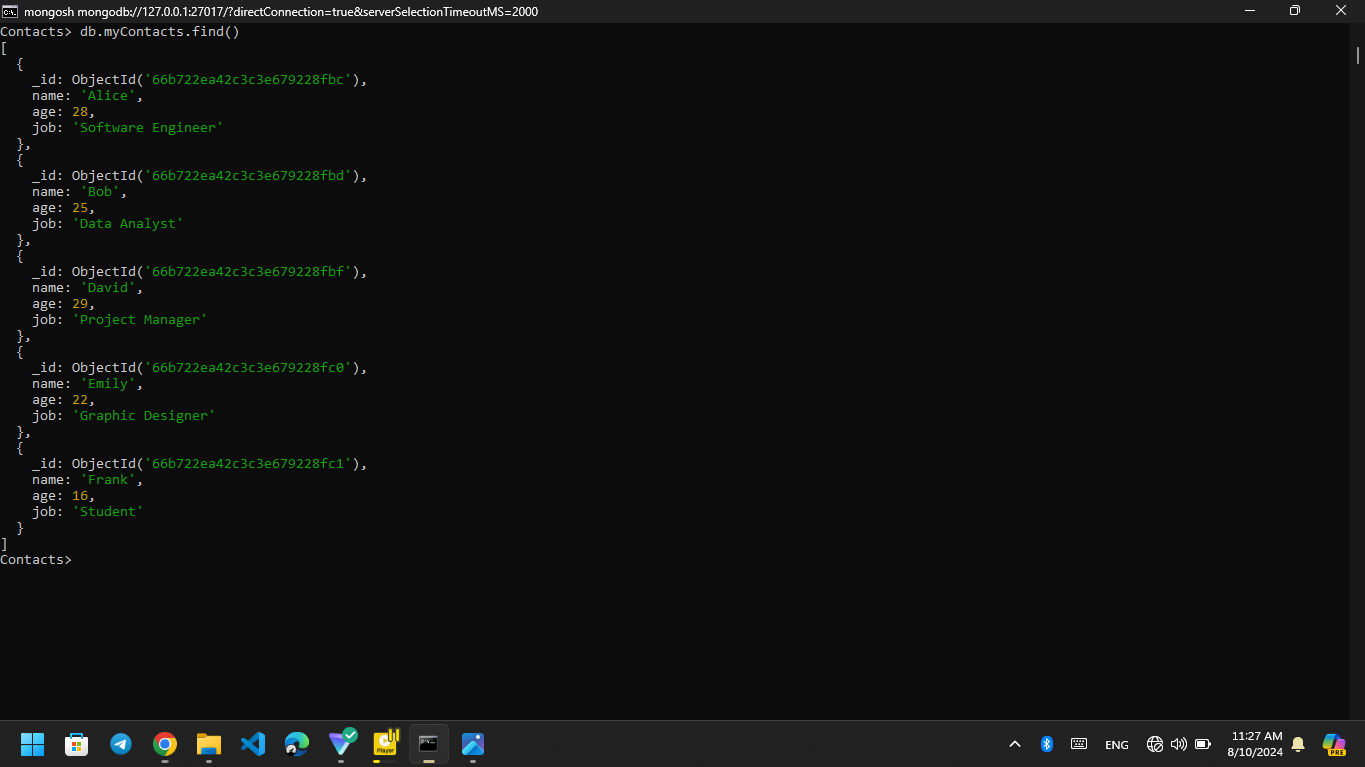 mongosh mongodb://127.0.0.1:27017/?directConnection=true&serverSelectionTimeoutMS=2000
Contacts> db.myContacts.find()
[
  {
    _id: ObjectId('66b722ea42c3c3e679228fbc'),
    name: 'Alice',
    age: 28,
    job: 'Software Engineer'
  },
  {
    _id: ObjectId('66b722ea42c3c3e679228fbd'),
    name: 'Bob',
    age: 25,
    job: 'Data Analyst'
  },
  {
    _id: ObjectId('66b722ea42c3c3e679228fbf'),
    name: 'David',
    age: 29,
    job: 'Project Manager'
  },
  {
    _id: ObjectId('66b722ea42c3c3e679228fc0'),
    name: 'Emily',
    age: 22,
    job: 'Graphic Designer'
  },
  {
    _id: ObjectId('66b722ea42c3c3e679228fc1'),
    name: 'Frank',
    age: 16,
    job: 'Student'
  }
]
Contacts>
Player
ENG
11:27 AM
8/10/2024
PRE